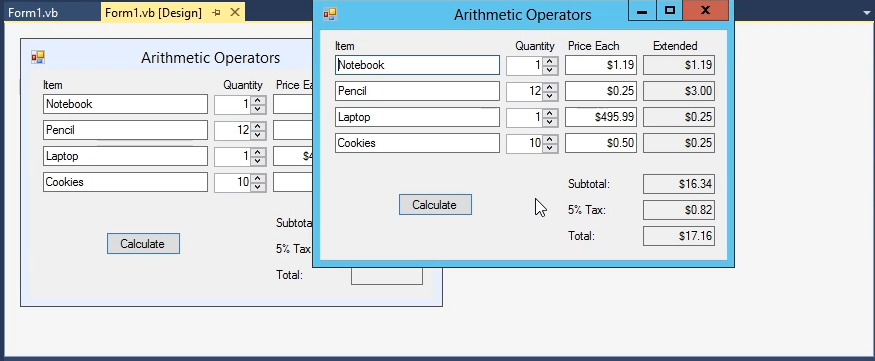 Form1.vb Form1.vb [Design]
Arithmetic Operators
Item Quantity Price Ea
Notebook 1
Pencil 12
Laptop 1 $4
Cookies 10
Subtota
Calculate 5% Tax
Total:
Arithmetic Operators
Item Quantity Price Each Extended
Notebook 1 $1.19 $1.19
Pencil 12 $0.25 $3.00
Laptop 1 $495.99 $0.25
Cookies 10 $0.50 $0.25
Subtotal: $16.34
Calculate 5% Tax: $0.82
Total: $17.16